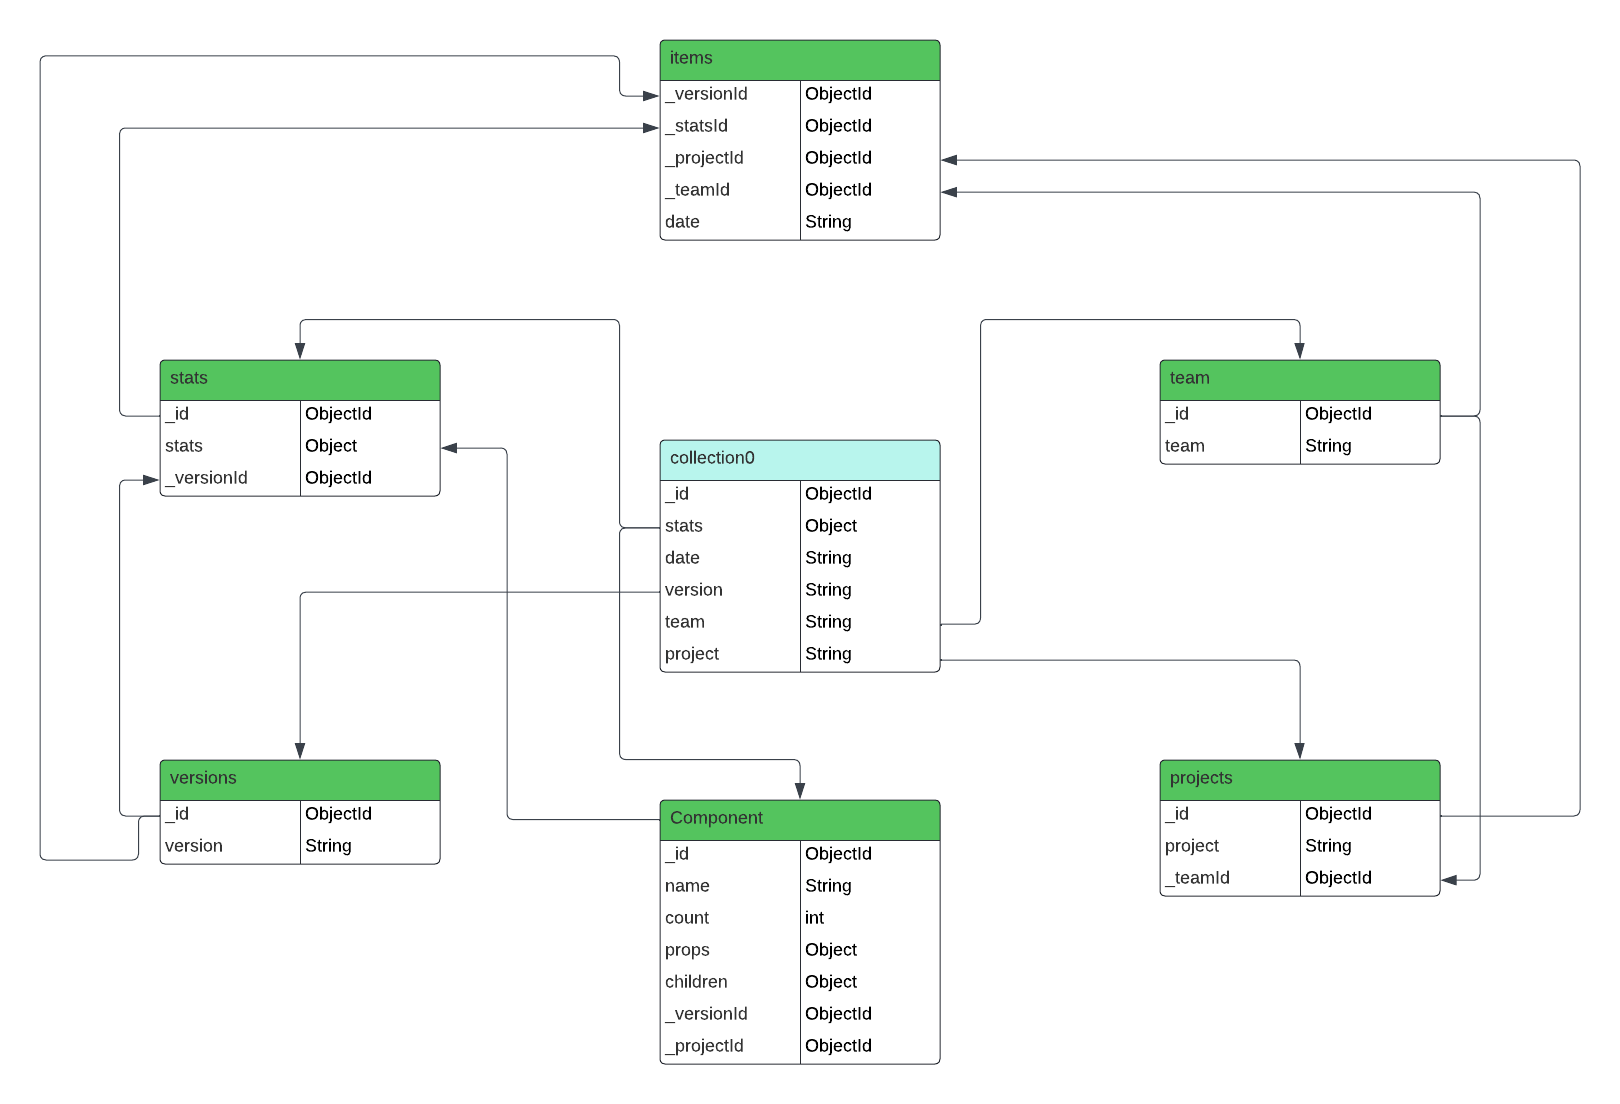 items
_versionId ObjectId
_statsId ObjectId
_projectId ObjectId
_teamId ObjectId
date String
stats
_id ObjectId
stats Object
_versionId ObjectId
team
_id ObjectId
team String
collection0
_id ObjectId
stats Object
date String
version String
team String
project String
versions
_id ObjectId
version String
Component
_id ObjectId
name String
count int
props Object
children Object
_versionId ObjectId
_projectId ObjectId
projects
_id ObjectId
project String
_teamId ObjectId